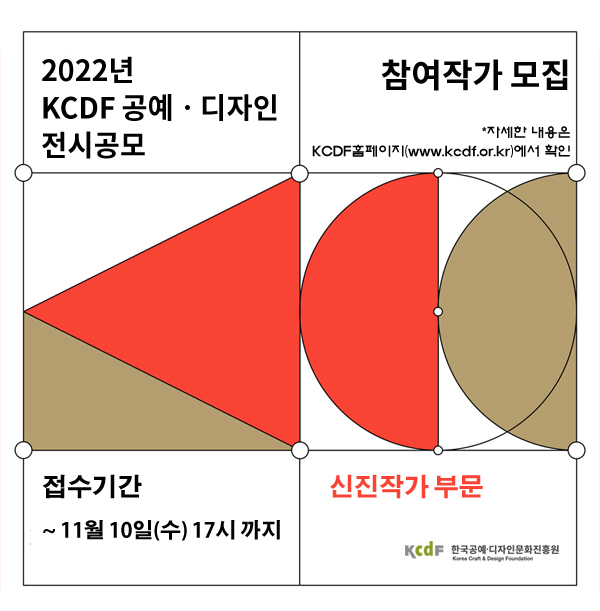 2022년
KCDF 공예 · 디자인
전시공모
참여작가 모집
*자세한 내용은
KCDF홈페이지(www.kcdf.or.kr)에서 확인
접수기간
~ 11월 10일(수) 17시 까지
신진작가 부문
kcdf 한국공예·디자인문화진흥원
Korea Craft & Design Foundation